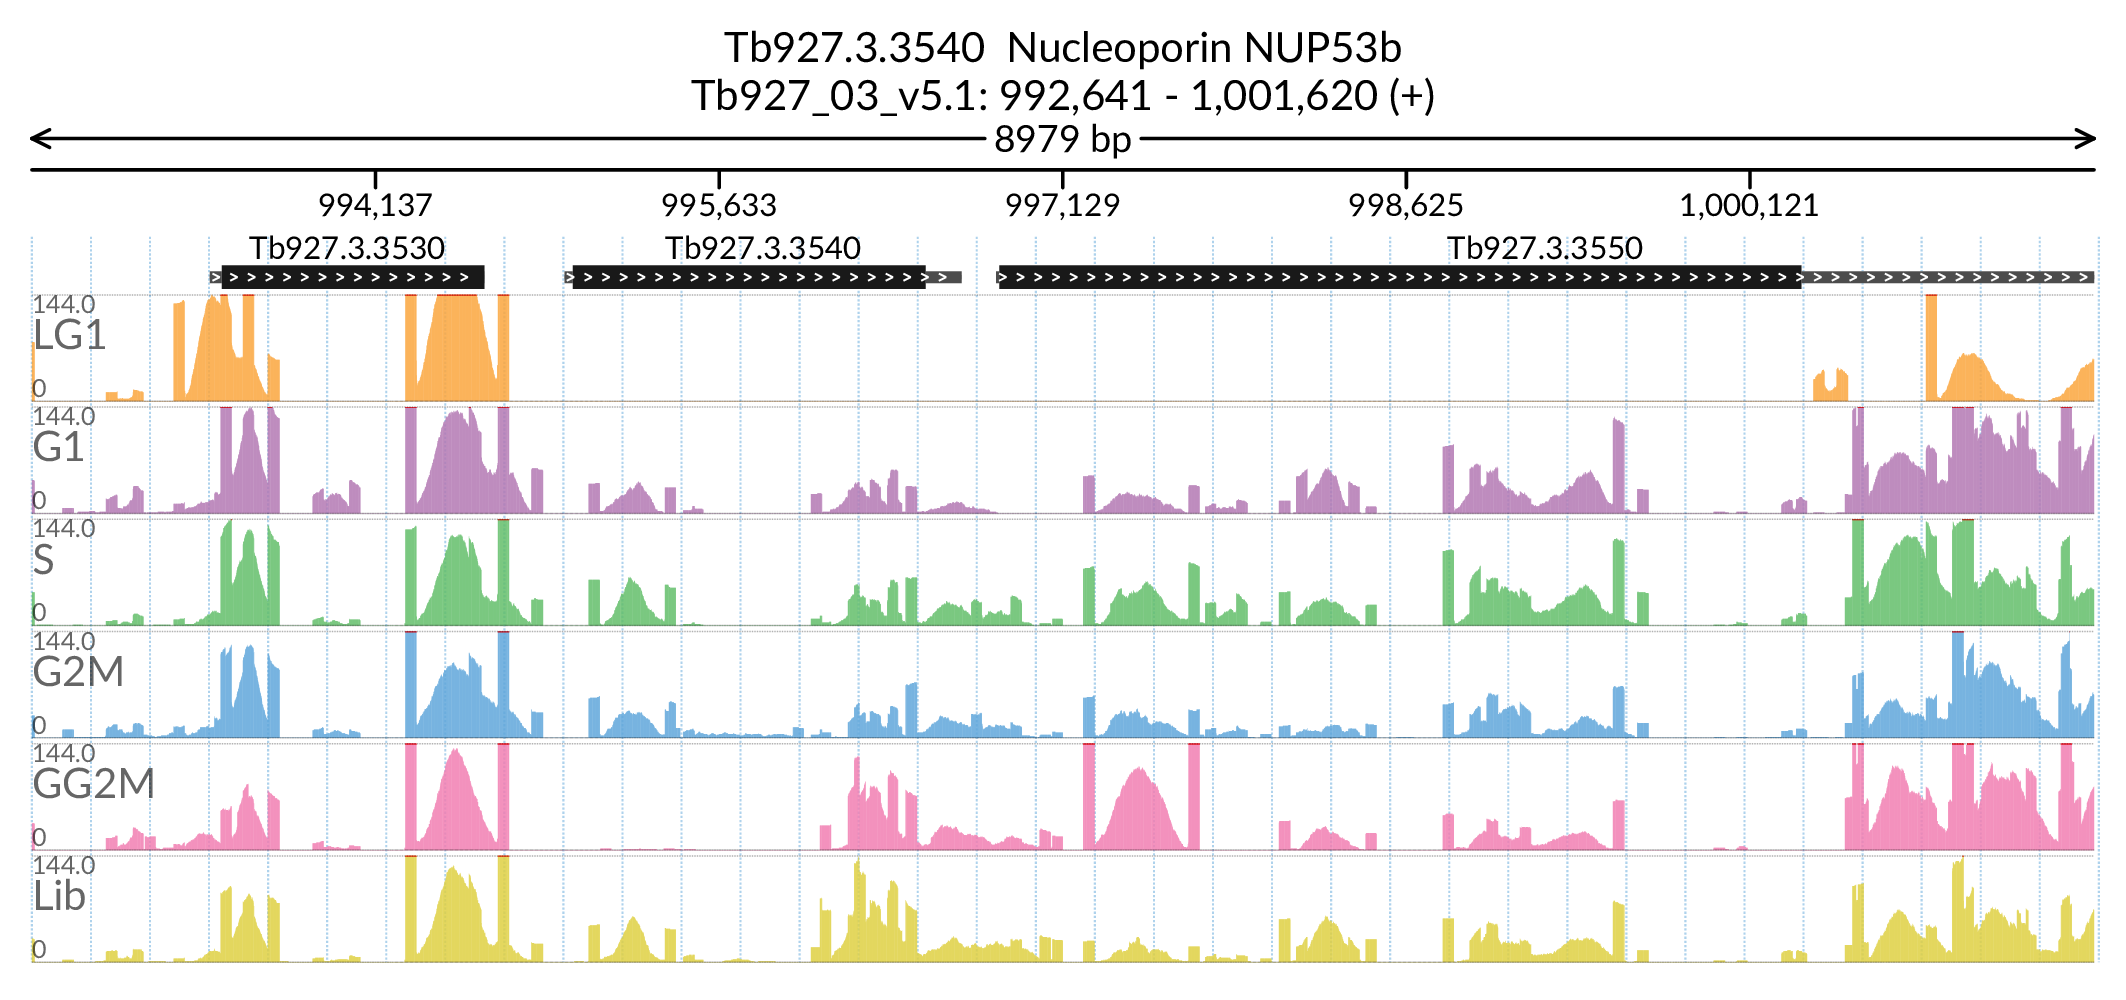 Tb927.3.3540  Nucleoporin NUP53b
Tb927_03_v5.1: 992,641 - 1,001,620 (+)
8979 bp
994,137 995,633 997,129 998,625 1,000,121
Tb927.3.3530 Tb927.3.3540 Tb927.3.3550
144.0
LG1
0
144.0
G1
0
144.0
S
0
144.0
G2M
0
144.0
GG2M
0
144.0
Lib
0